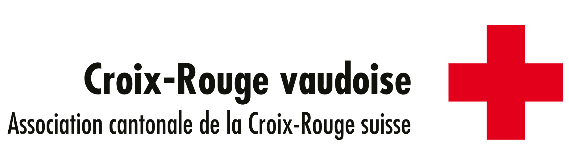 Croix-Rouge vaudoise
Association cantonale de la Croix-Rouge suisse